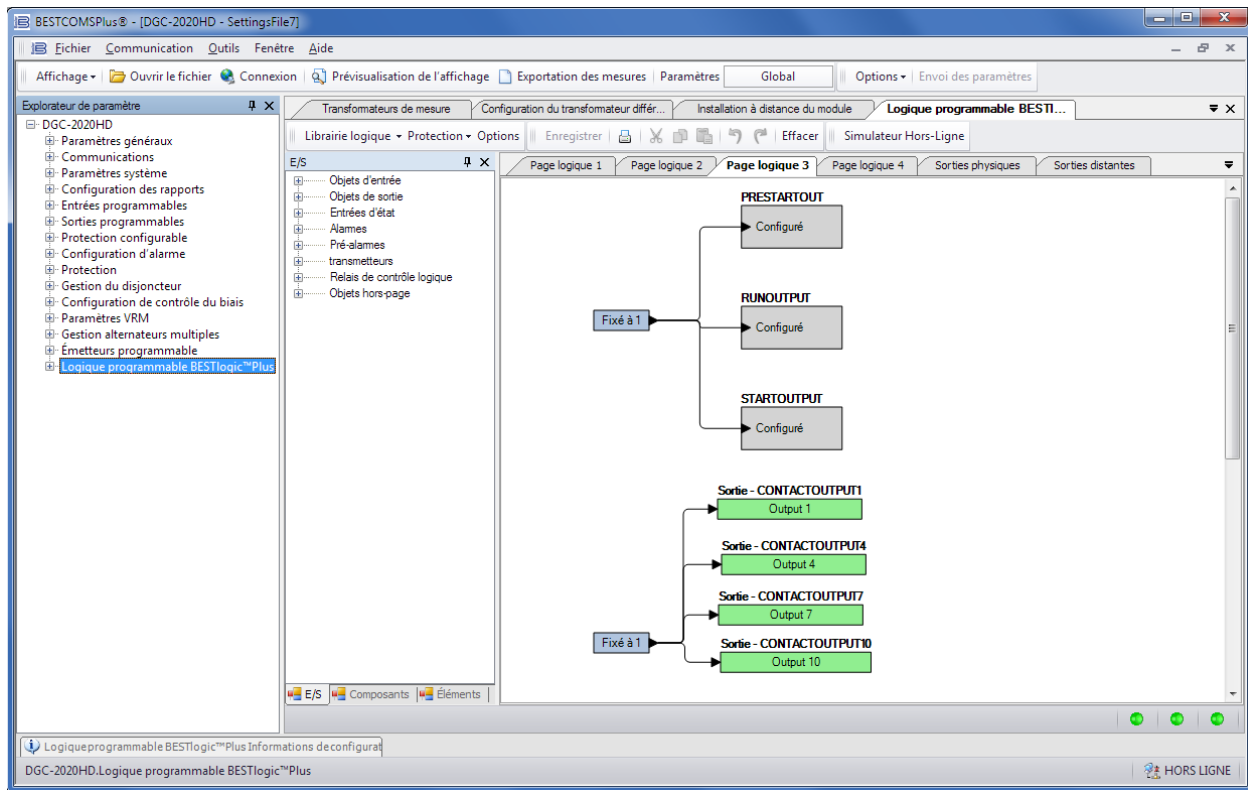 BESTCOMSPlus® - [DGC-2020HD - SettingsFile7]
Fichier Communication Outils Fenêtre Aide
Affichage Ouvrir le fichier Connexion Prévisualisation de l'affichage Exportation des mesures Paramètres Global Options Envoi des paramètres
Explorateur de paramètre
DGC-2020HD
Paramètres généraux
Communications
Paramètres système
Configuration des rapports
Entrées programmables
Sorties programmables
Protection configurable
Configuration d'alarme
Protection
Gestion du disjoncteur
Configuration de contrôle du biais
Paramètres VRM
Gestion alternateurs multiples
Émetteurs programmable
Logique programmable BESTlogic™Plus
Transfomateurs de mesure Configuration du transformateur différ... Installation à distance du module Logique programmable BESTl...
Librairie logique Protection Options Enregistrer Effacer Simulateur Hors-Ligne
E/S
Objets d'entrée
Objets de sortie
Entrées d'état
Alarmes
Pré-alarmes
transmetteurs
Relais de contrôle logique
Objets hors-page
E/S Composants Éléments
Page logique 1 Page logique 2 Page logique 3 Page logique 4 Sorties physiques Sorties distantes
PRESTARTOUT
Configuré
RUNOUTPUT
Fixé à 1
Configuré
STARTOUTPUT
Configuré
Sortie - CONTACTOUTPUT1
Output 1
Sortie - CONTACTOUTPUT4
Output 4
Sortie - CONTACTOUTPUT7
Output 7
Fixé à 1
Sortie - CONTACTOUTPUT10
Output 10
Logique programmable BESTlogic™Plus Informations de configurat
DGC-2020HD.Logique programmable BESTlogic™Plus
HORS LIGNE